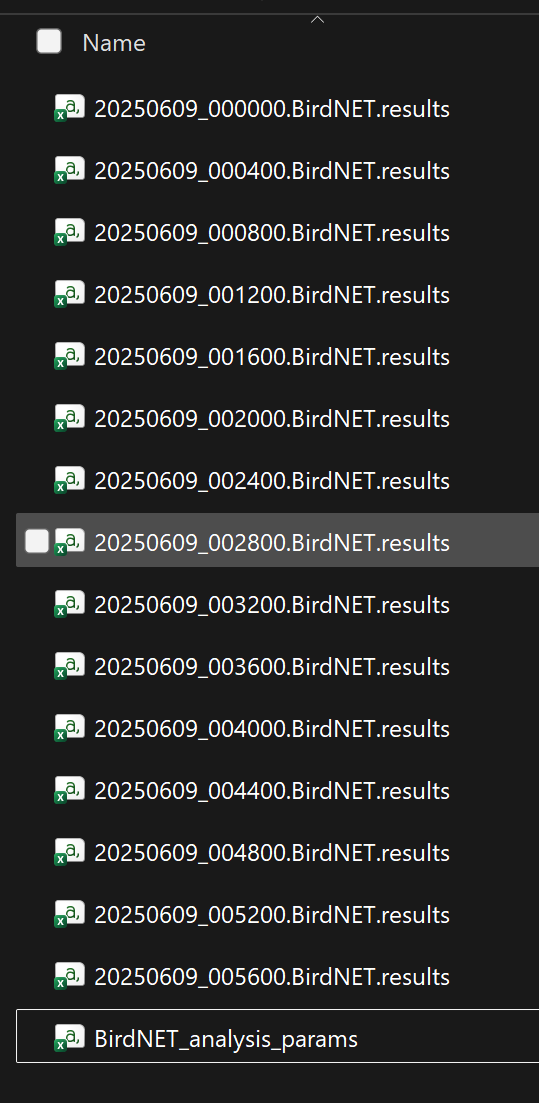 Name
20250609_000000.BirdNET.results
20250609_000400.BirdNET.results
20250609_000800.BirdNET.results
20250609_001200.BirdNET.results
20250609_001600.BirdNET.results
20250609_002000.BirdNET.results
20250609_002400.BirdNET.results
20250609_002800.BirdNET.results
20250609_003200.BirdNET.results
20250609_003600.BirdNET.results
20250609_004000.BirdNET.results
20250609_004400.BirdNET.results
20250609_004800.BirdNET.results
20250609_005200.BirdNET.results
20250609_005600.BirdNET.results
BirdNET_analysis_params